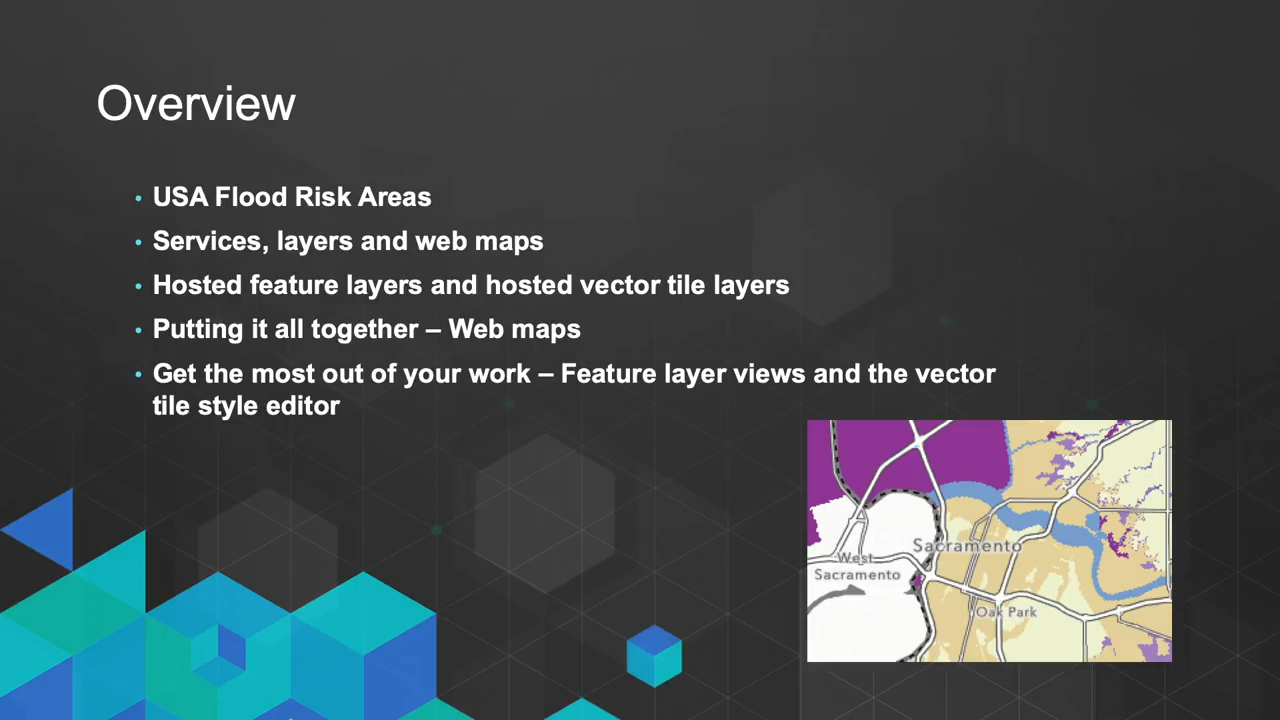 Overview
• USA Flood Risk Areas
• Services, layers and web maps
• Hosted feature layers and hosted vector tile layers
• Putting it all together – Web maps
• Get the most out of your work – Feature layer views and the vector
tile style editor
Sacramento
West
Sacramento
Oak Park